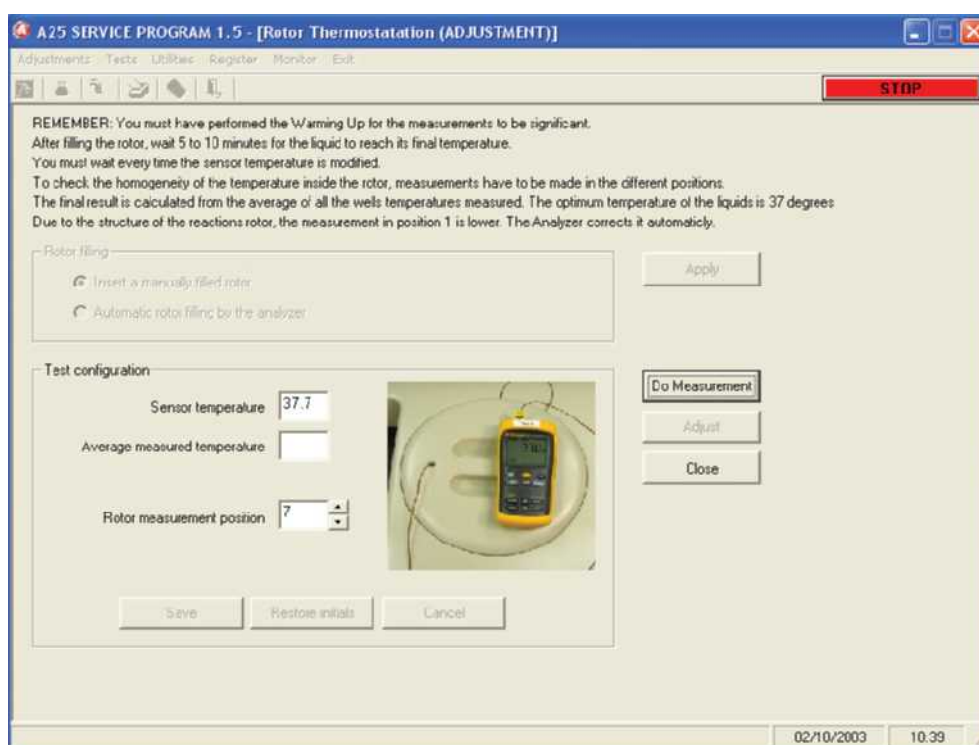 A25 SERVICE PROGRAM 1.5 - [Rotor Thermostatation (ADJUSTMENT)]
Adjustments Tests Utilities Register Monitor Exit
STOP
REMEMBER: You must have performed the Warming Up for the measurements to be significant.
After filling the rotor, wait 5 to 10 minutes for the liquid to reach its final temperature.
You must wait every time the sensor temperature is modified.
To check the homogeneity of the temperature inside the rotor, measurements have to be made in the different positions.
The final result is calculated from the average of all the wells temperatures measured. The optimum temperature of the liquids is 37 degrees
Due to the structure of the reactions rotor, the measurement in position 1 is lower. The Analyzer corrects it automaticly.
Rotor filling
Insert a manually filled rotor
Automatic rotor filling by the analyzer
Apply
Test configuration
Sensor temperature 37.7
Average measured temperature
Rotor measurement position 7
Do Measurement
Adjust
Close
Save Restore initials Cancel
02/10/2003 10:39